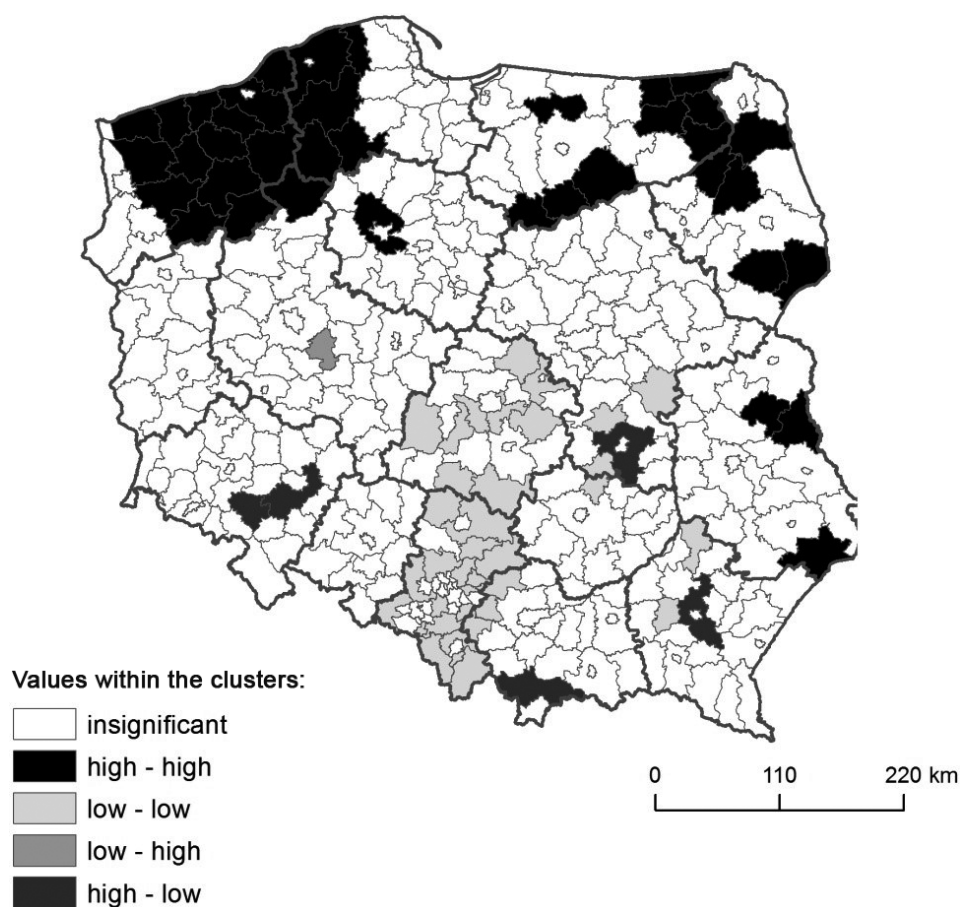 Values within the clusters:
insignificant
high - high
low - low
low - high
high - low
0 110 220 km